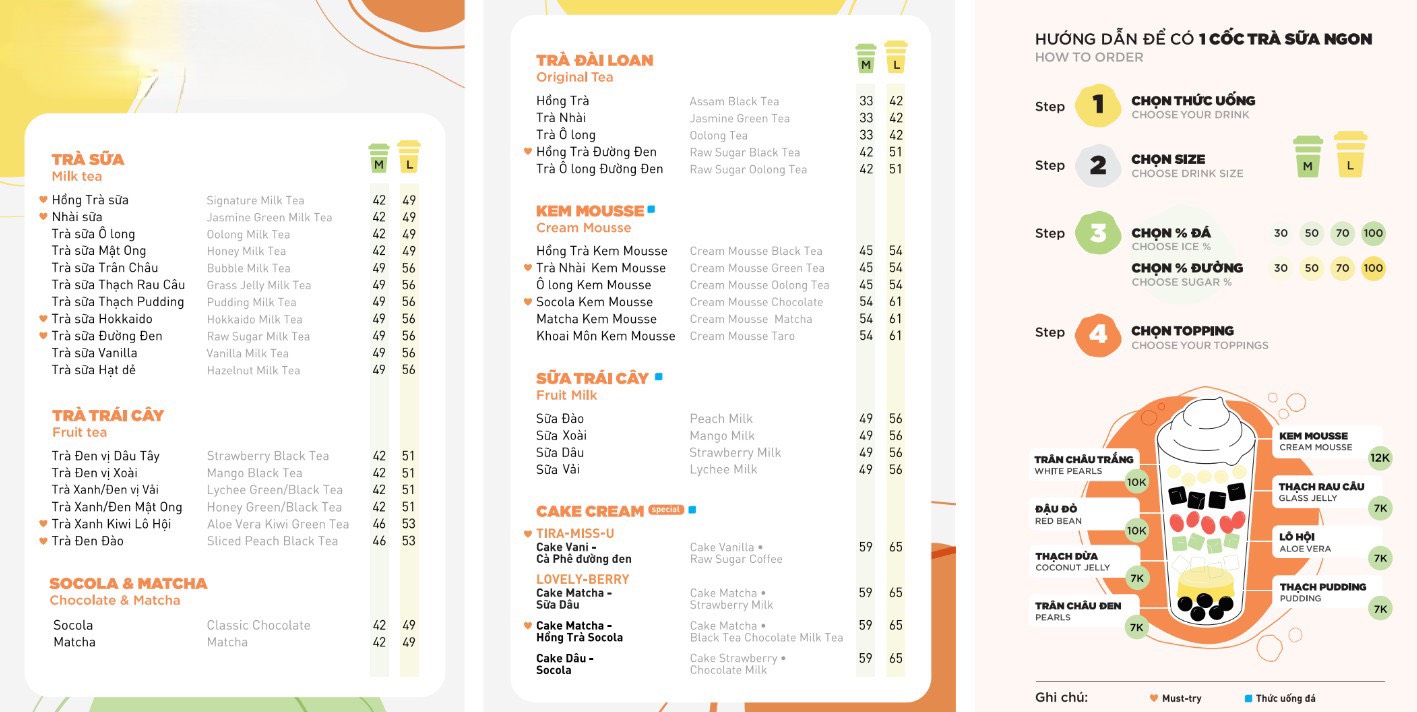 TRÀ SỮA
Milk tea
M L
Hồng Trà sữa Signature Milk Tea 42 49
Nhài sữa Jasmine Green Milk Tea 42 49
Trà sữa Ô long Oolong Milk Tea 42 49
Trà sữa Mật Ong Honey Milk Tea 42 49
Trà sữa Trân Châu Bubble Milk Tea 49 56
Trà sữa Thạch Rau Câu Grass Jelly Milk Tea 49 56
Trà sữa Thạch Pudding Pudding Milk Tea 49 56
Trà sữa Hokkaido Hokkaido Milk Tea 49 56
Trà sữa Đường Đen Raw Sugar Milk Tea 49 56
Trà sữa Vanilla Vanilla Milk Tea 49 56
Trà sữa Hạt dẻ Hazelnut Milk Tea 49 56
TRÀ TRÁI CÂY
Fruit tea
Trà Đen vị Dâu Tây Strawberry Black Tea 42 51
Trà Đen vị Xoài Mango Black Tea 42 51
Trà Xanh/Đen vị Vải Lychee Green/Black Tea 42 51
Trà Xanh/Đen Mật Ong Honey Green/Black Tea 42 51
Trà Xanh Kiwi Lô Hội Aloe Vera Kiwi Green Tea 46 53
Trà Đen Đào Sliced Peach Black Tea 46 53
SOCOLA & MATCHA
Chocolate & Matcha
Socola Classic Chocolate 42 49
Matcha Matcha 42 49
TRÀ ĐÀI LOAN
Original Tea
M L
Hồng Trà Assam Black Tea 33 42
Trà Nhài Jasmine Green Tea 33 42
Trà Ô long Oolong Tea 33 42
Hồng Trà Đường Đen Raw Sugar Black Tea 42 51
Trà Ô long Đường Đen Raw Sugar Oolong Tea 42 51
KEM MOUSSE
Cream Mousse
Hồng Trà Kem Mousse Cream Mousse Black Tea 45 54
Trà Nhài Kem Mousse Cream Mousse Green Tea 45 54
Ô long Kem Mousse Cream Mousse Oolong Tea 45 54
Socola Kem Mousse Cream Mousse Chocolate 54 61
Matcha Kem Mousse Cream Mousse Matcha 54 61
Khoai Môn Kem Mousse Cream Mousse Taro 54 61
SỮA TRÁI CÂY
Fruit Milk
Sữa Đào Peach Milk 49 56
Sữa Xoài Mango Milk 49 56
Sữa Dâu Strawberry Milk 49 56
Sữa Vải Lychee Milk 49 56
CAKE CREAM special
TIRA-MISS-U
Cake Vani - Cake Vanilla • 59 65
Cà Phê đường đen Raw Sugar Coffee
LOVELY-BERRY
Cake Matcha - Cake Matcha • 59 65
Sữa Dâu Strawberry Milk
Cake Matcha - Cake Matcha • 59 65
Hồng Trà Socola Black Tea Chocolate Milk Tea
Cake Dâu - Cake Strawberry • 59 65
Socola Chocolate Milk
HƯỚNG DẪN ĐỂ CÓ 1 CỐC TRÀ SỮA NGON
HOW TO ORDER
Step 1 CHỌN THỨC UỐNG
CHOOSE YOUR DRINK
Step 2 CHỌN SIZE M L
CHOOSE DRINK SIZE
Step 3 CHỌN % ĐÁ 30 50 70 100
CHOOSE ICE %
CHỌN % ĐƯỜNG 30 50 70 100
CHOOSE SUGAR %
Step 4 CHỌN TOPPING
CHOOSE YOUR TOPPINGS
TRÂN CHÂU TRẮNG
WHITE PEARLS
10K
ĐẬU ĐỎ
RED BEAN
10K
THẠCH DỪA
COCONUT JELLY
7K
TRÂN CHÂU ĐEN
PEARLS
7K
KEM MOUSSE
CREAM MOUSSE
12K
THẠCH RAU CÂU
GLASS JELLY
7K
LÔ HỘI
ALOE VERA
7K
THẠCH PUDDING
PUDDING
7K
Ghi chú: Must-try Thức uống đá